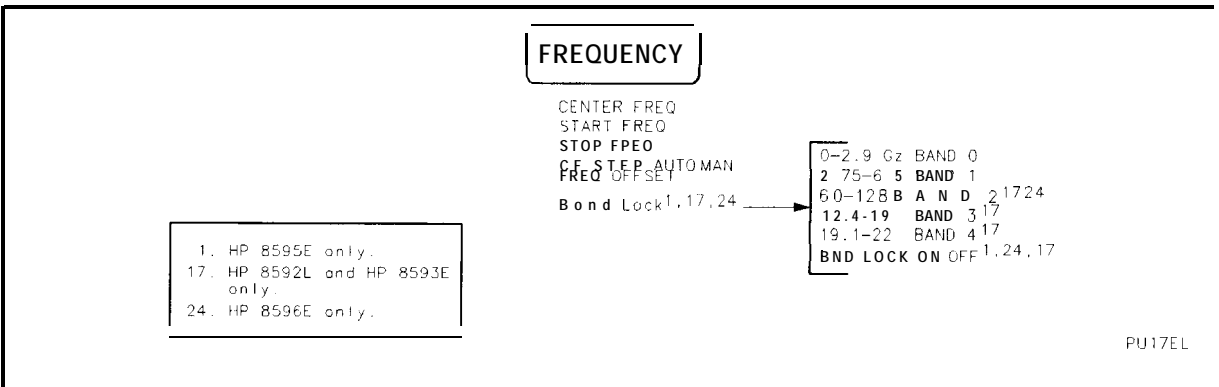 FREQUENCY
CENTER FREQ
START FREQ
STOP FPEO
CF STEP AUTO MAN
FREQ OFFSET
Bond Lock1,17,24
0-2.9 Gz BAND 0
2 75-6 5 BAND 1
60-128 B A N D 2 1724
12.4-19 BAND 3 17
19.1-22 BAND 4 17
BND LOCK ON OFF 1,24,17
1. HP 8595E only.
17. HP 8592L and HP 8593E
only.
24. HP 8596E only.
PU17EL